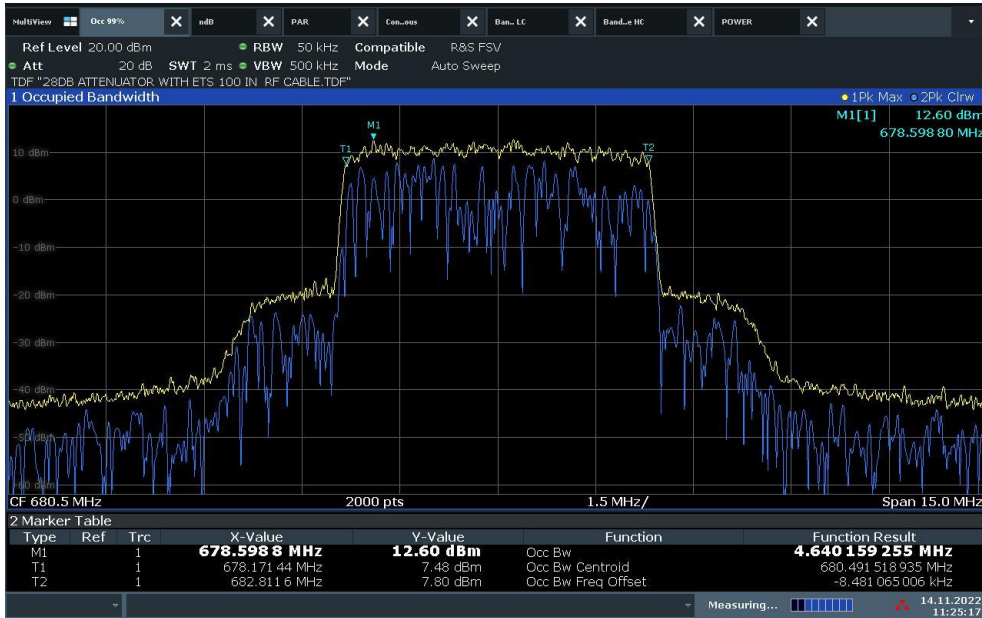 MultiView Occ 99% ndB PAR Con..ous Ban.. LC Band..e HC POWER
Ref Level 20.00 dBm RBW 50 kHz Compatible R&S FSV
Att 20 dB SWT 2 ms VBW 500 kHz Mode Auto Sweep
TDF "28DB ATTENUATOR WITH ETS 100 IN RF CABLE.TDF"
1 Occupied Bandwidth 1Pk Max 2Pk Clrw
M1[1] 12.60 dBm
678.598 80 MHz
M1
T1 T2
10 dBm
0 dBm
-10 dBm
-20 dBm
-30 dBm
-40 dBm
-50 dBm
-60 dBm
CF 680.5 MHz 2000 pts 1.5 MHz/ Span 15.0 MHz
2 Marker Table
Type Ref Trc X-Value Y-Value Function Function Result
M1 1 678.598 8 MHz 12.60 dBm Occ Bw 4.640 159 255 MHz
T1 1 678.171 44 MHz 7.48 dBm Occ Bw Centroid 680.491 518 935 MHz
T2 1 682.811 6 MHz 7.80 dBm Occ Bw Freq Offset -8.481 065 006 kHz
Measuring... 14.11.2022
11:25:17